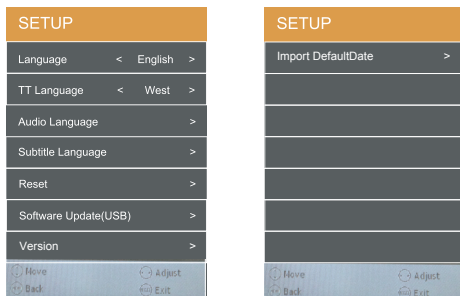 SETUP
Language < English >
TT Language < West >
Audio Language >
Subtitle Language >
Reset >
Software Update(USB) >
Version >
Move Adjust
Back Exit
SETUP
Import DefaultDate >
Move Adjust
Back Exit